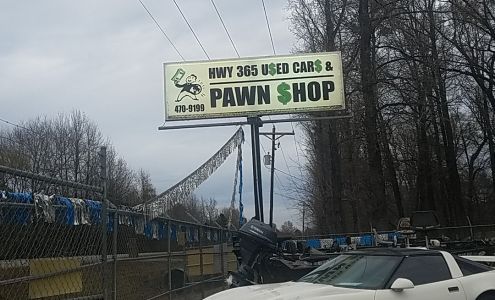 HWY 365 U$ED CAR$ &
PAWN $HOP
470-9199